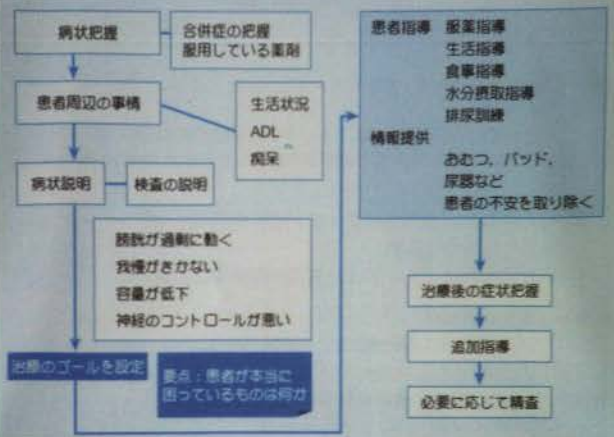 病状把握
合併症の把握
服用している薬剤
患者周辺の事情
生活状況
ADL
痴呆
病状説明
検査の説明
膀胱が過剰に動く
我慢がきかない
容量が低下
神経のコントロールが悪い
治療のゴールを設定
要点:患者が本当に
困っているものは何か
患者指導 服薬指導
生活指導
食事指導
水分摂取指導
排尿訓練
情報提供
おむつ,パッド,
尿器など
患者の不安を取り除く
治療後の症状把握
追加指導
必要に応じて精査